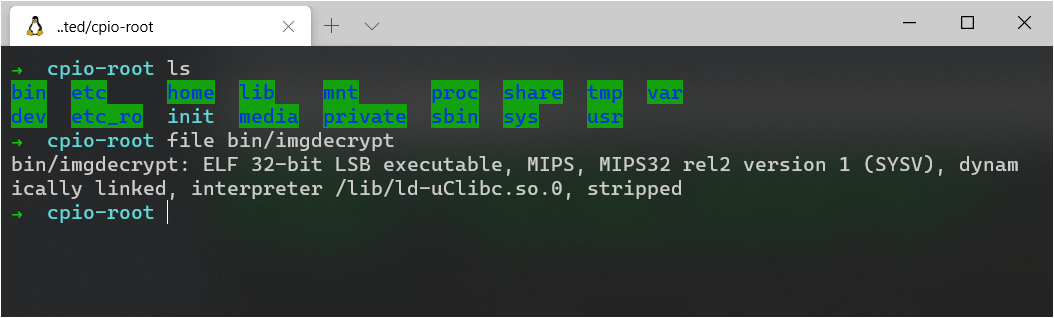 ..ted/cpio-root
→ cpio-root ls
bin etc home lib mnt proc share tmp var
dev etc_ro init media private sbin sys usr
→ cpio-root file bin/imgdecrypt
bin/imgdecrypt: ELF 32-bit LSB executable, MIPS, MIPS32 rel2 version 1 (SYSV), dynam
ically linked, interpreter /lib/ld-uClibc.so.0, stripped
→ cpio-root